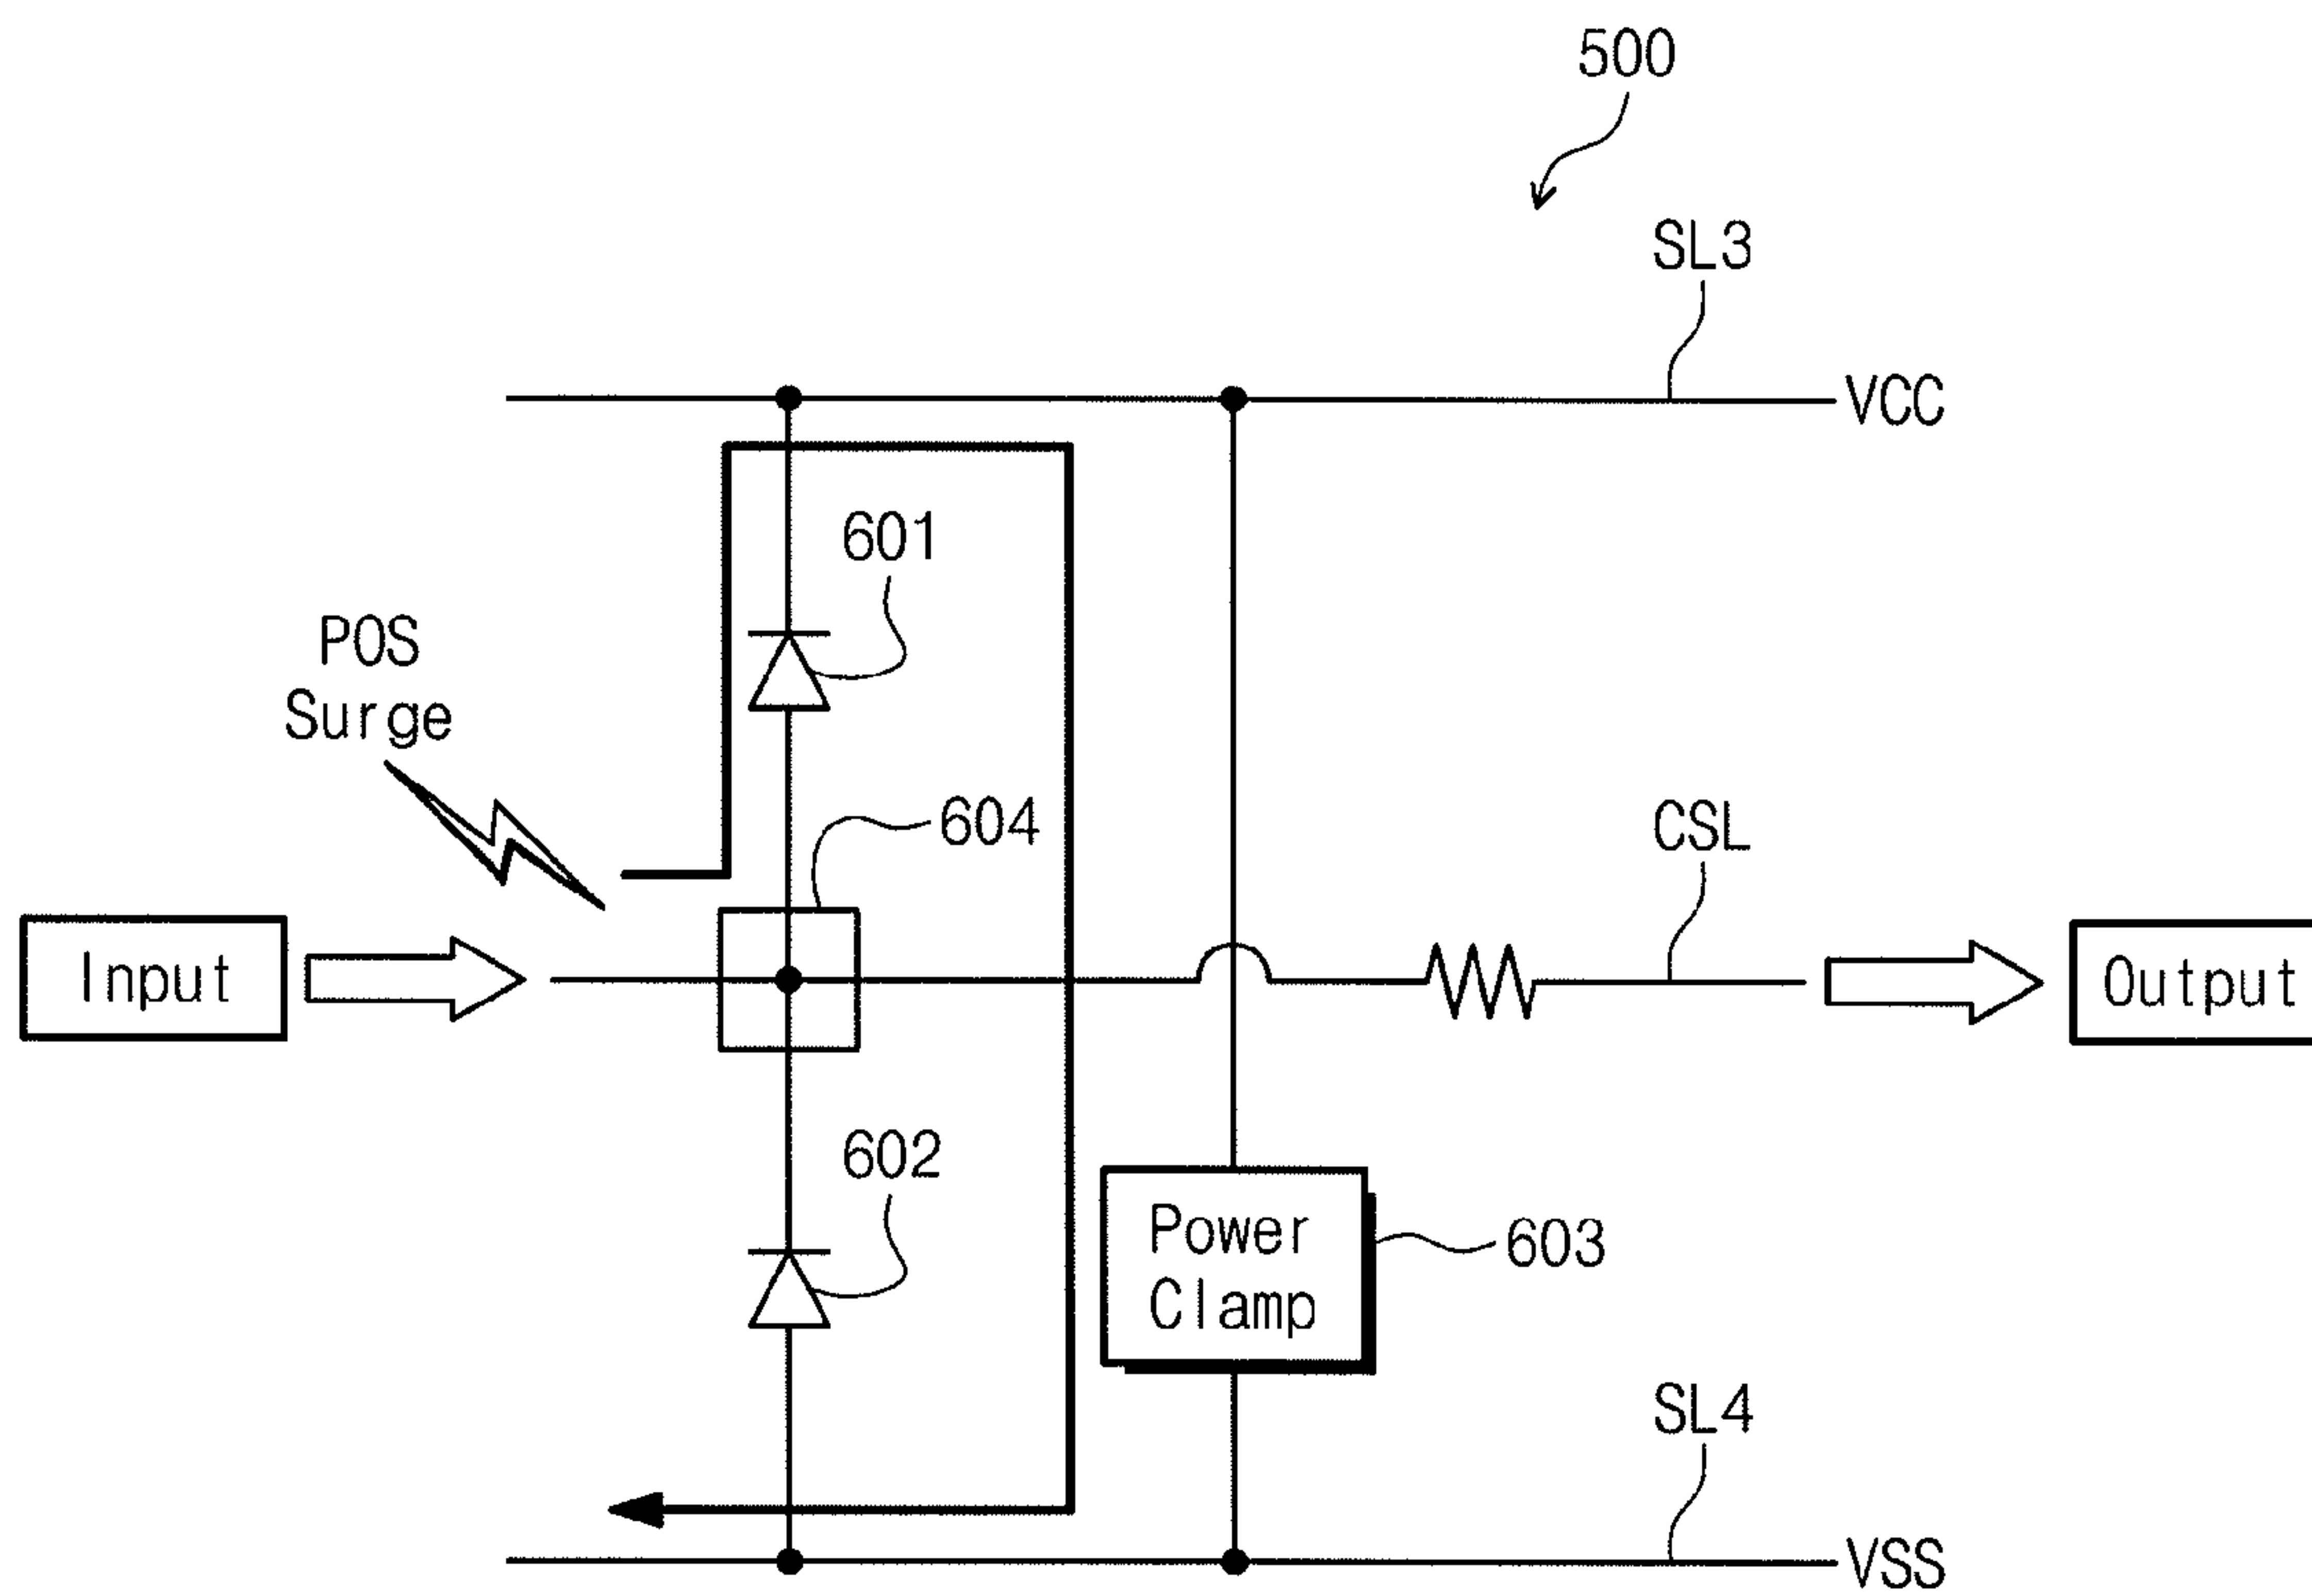 500
SL3
VCC
601
POS
Surge
604
CSL
Input
Output
602
Power
Clamp
603
SL4
VSS